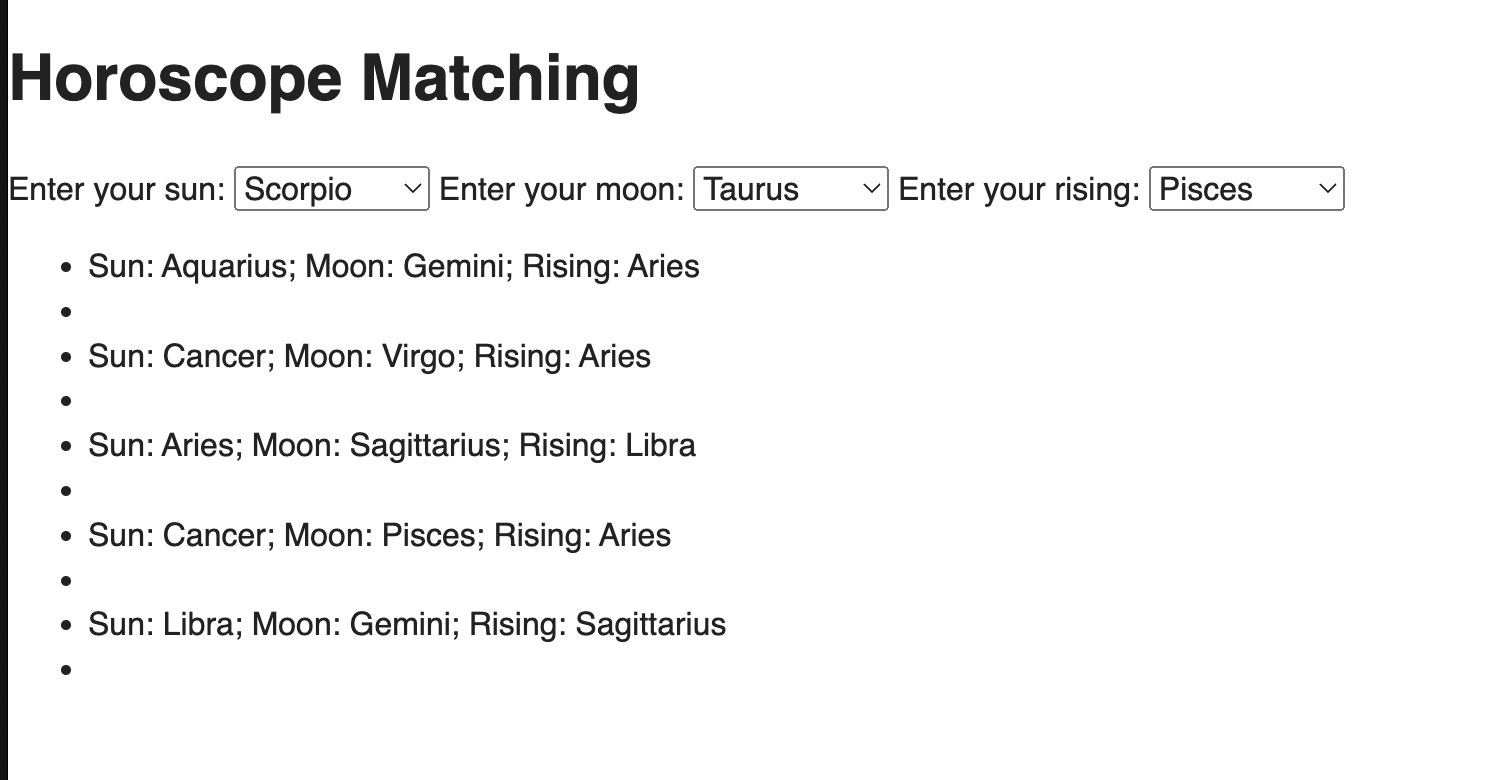 Horoscope Matching
Enter your sun: Scorpio Enter your moon: Taurus Enter your rising: Pisces
Sun: Aquarius; Moon: Gemini; Rising: Aries
Sun: Cancer; Moon: Virgo; Rising: Aries
Sun: Aries; Moon: Sagittarius; Rising: Libra
Sun: Cancer; Moon: Pisces; Rising: Aries
Sun: Libra; Moon: Gemini; Rising: Sagittarius